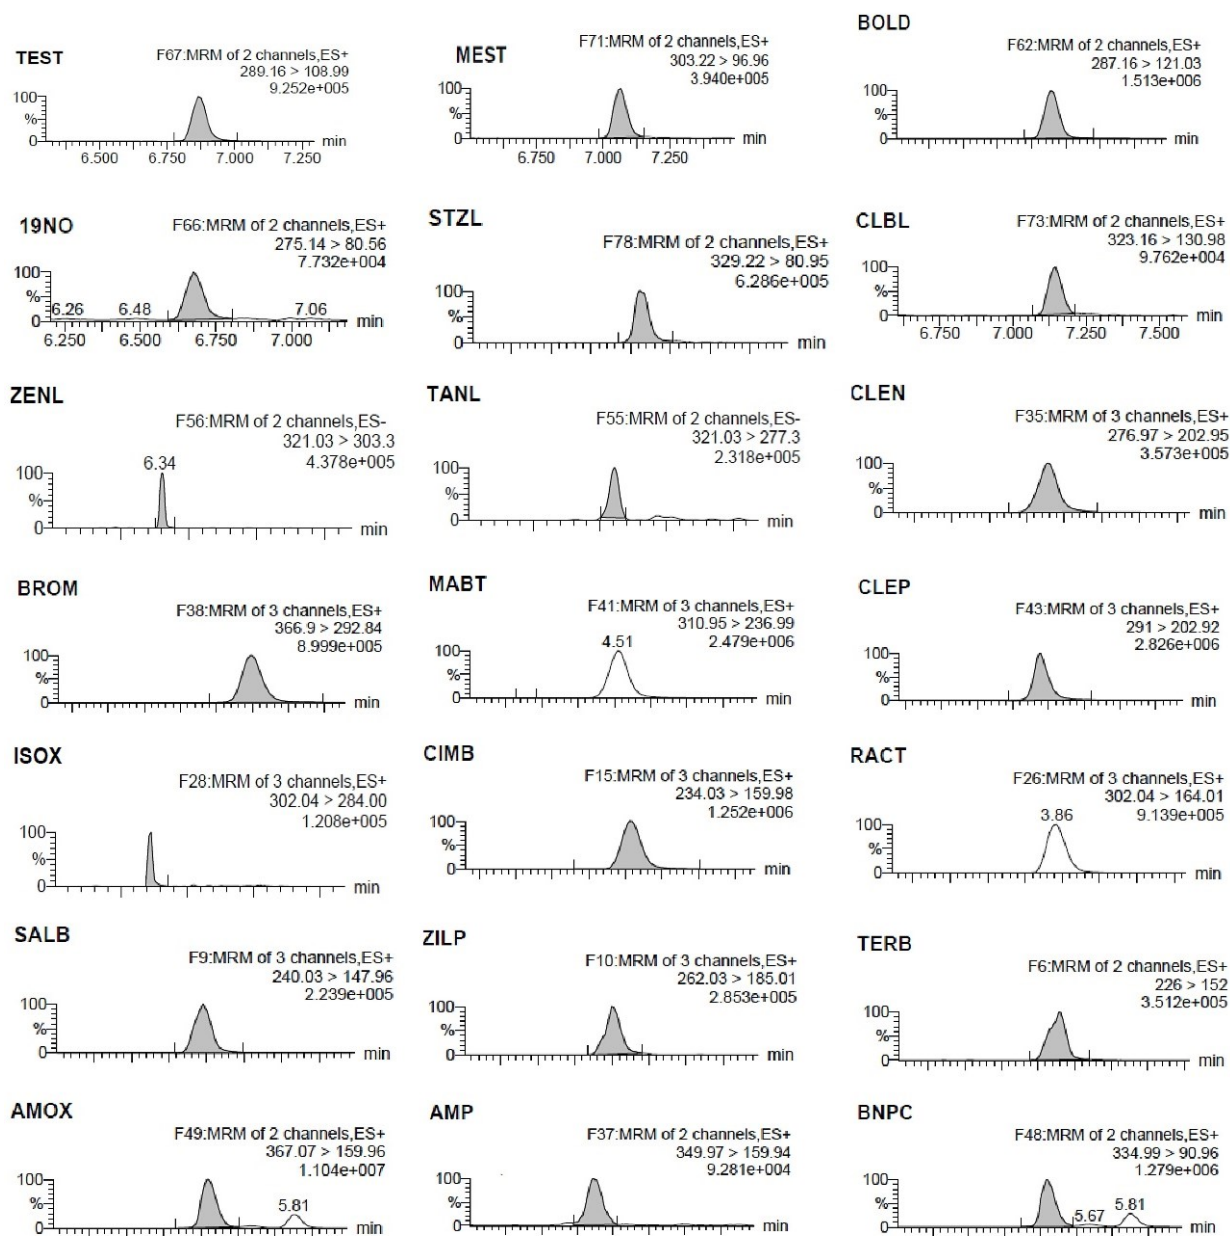 TEST
F67:MRM of 2 channels,ES+
289.16 > 108.99
9.252e+005
100
%
0
min
6.500 6.750 7.000 7.250
MEST
F71:MRM of 2 channels,ES+
303.22 > 96.96
3.940e+005
100
%
0
min
6.750 7.000 7.250
BOLD
F62:MRM of 2 channels,ES+
287.16 > 121.03
1.513e+006
100
%
0
min
19NO
F66:MRM of 2 channels,ES+
275.14 > 80.56
7.732e+004
100
%
6.26 6.48 7.06
0
min
6.250 6.500 6.750 7.000
STZL
F78:MRM of 2 channels,ES+
329.22 > 80.95
6.286e+005
100
%
0
min
CLBL
F73:MRM of 2 channels,ES+
323.16 > 130.98
9.762e+004
100
%
0
min
6.750 7.000 7.250 7.500
ZENL
F56:MRM of 2 channels,ES-
321.03 > 303.3
4.378e+005
6.34
100
%
0
min
TANL
F55:MRM of 2 channels,ES-
321.03 > 277.3
2.318e+005
100
%
0
min
CLEN
F35:MRM of 3 channels,ES+
276.97 > 202.95
3.573e+005
100
%
0
min
BROM
F38:MRM of 3 channels,ES+
366.9 > 292.84
8.999e+005
100
%
0
min
MABT
F41:MRM of 3 channels,ES+
310.95 > 236.99
2.479e+006
4.51
100
%
0
min
CLEP
F43:MRM of 3 channels,ES+
291 > 202.92
2.826e+006
100
%
0
min
ISOX
F28:MRM of 3 channels,ES+
302.04 > 284.00
1.208e+005
100
%
0
min
CIMB
F15:MRM of 3 channels,ES+
234.03 > 159.98
1.252e+006
100
%
0
min
RACT
F26:MRM of 3 channels,ES+
302.04 > 164.01
9.139e+005
3.86
100
%
0
min
SALB
F9:MRM of 3 channels,ES+
240.03 > 147.96
2.239e+005
100
%
0
min
ZILP
F10:MRM of 3 channels,ES+
262.03 > 185.01
2.853e+005
100
%
0
min
TERB
F6:MRM of 2 channels,ES+
226 > 152
3.512e+005
100
%
0
min
AMOX
F49:MRM of 2 channels,ES+
367.07 > 159.96
1.104e+007
100
5.81
%
0
min
AMP
F37:MRM of 2 channels,ES+
349.97 > 159.94
9.281e+004
100
%
0
min
BNPC
F48:MRM of 2 channels,ES+
334.99 > 90.96
1.279e+006
100
5.67 5.81
%
0
min